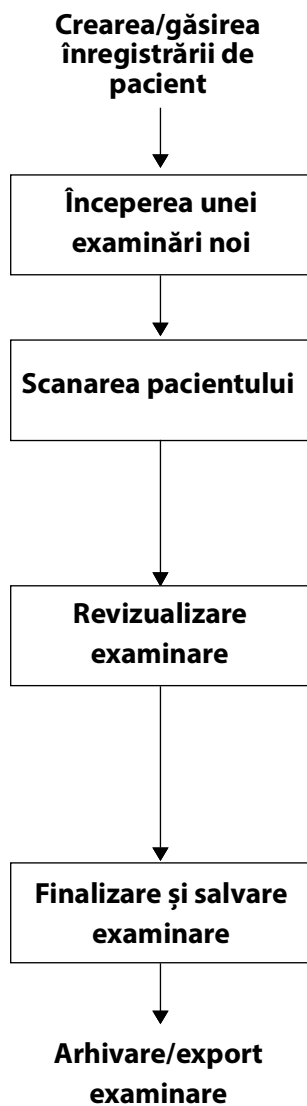 Crearea/găsirea
înregistrării de
pacient
Începerea unei
examinări noi
Scanarea pacientului
Revizualizare
examinare
Finalizare și salvare
examinare
Arhivare/export
examinare